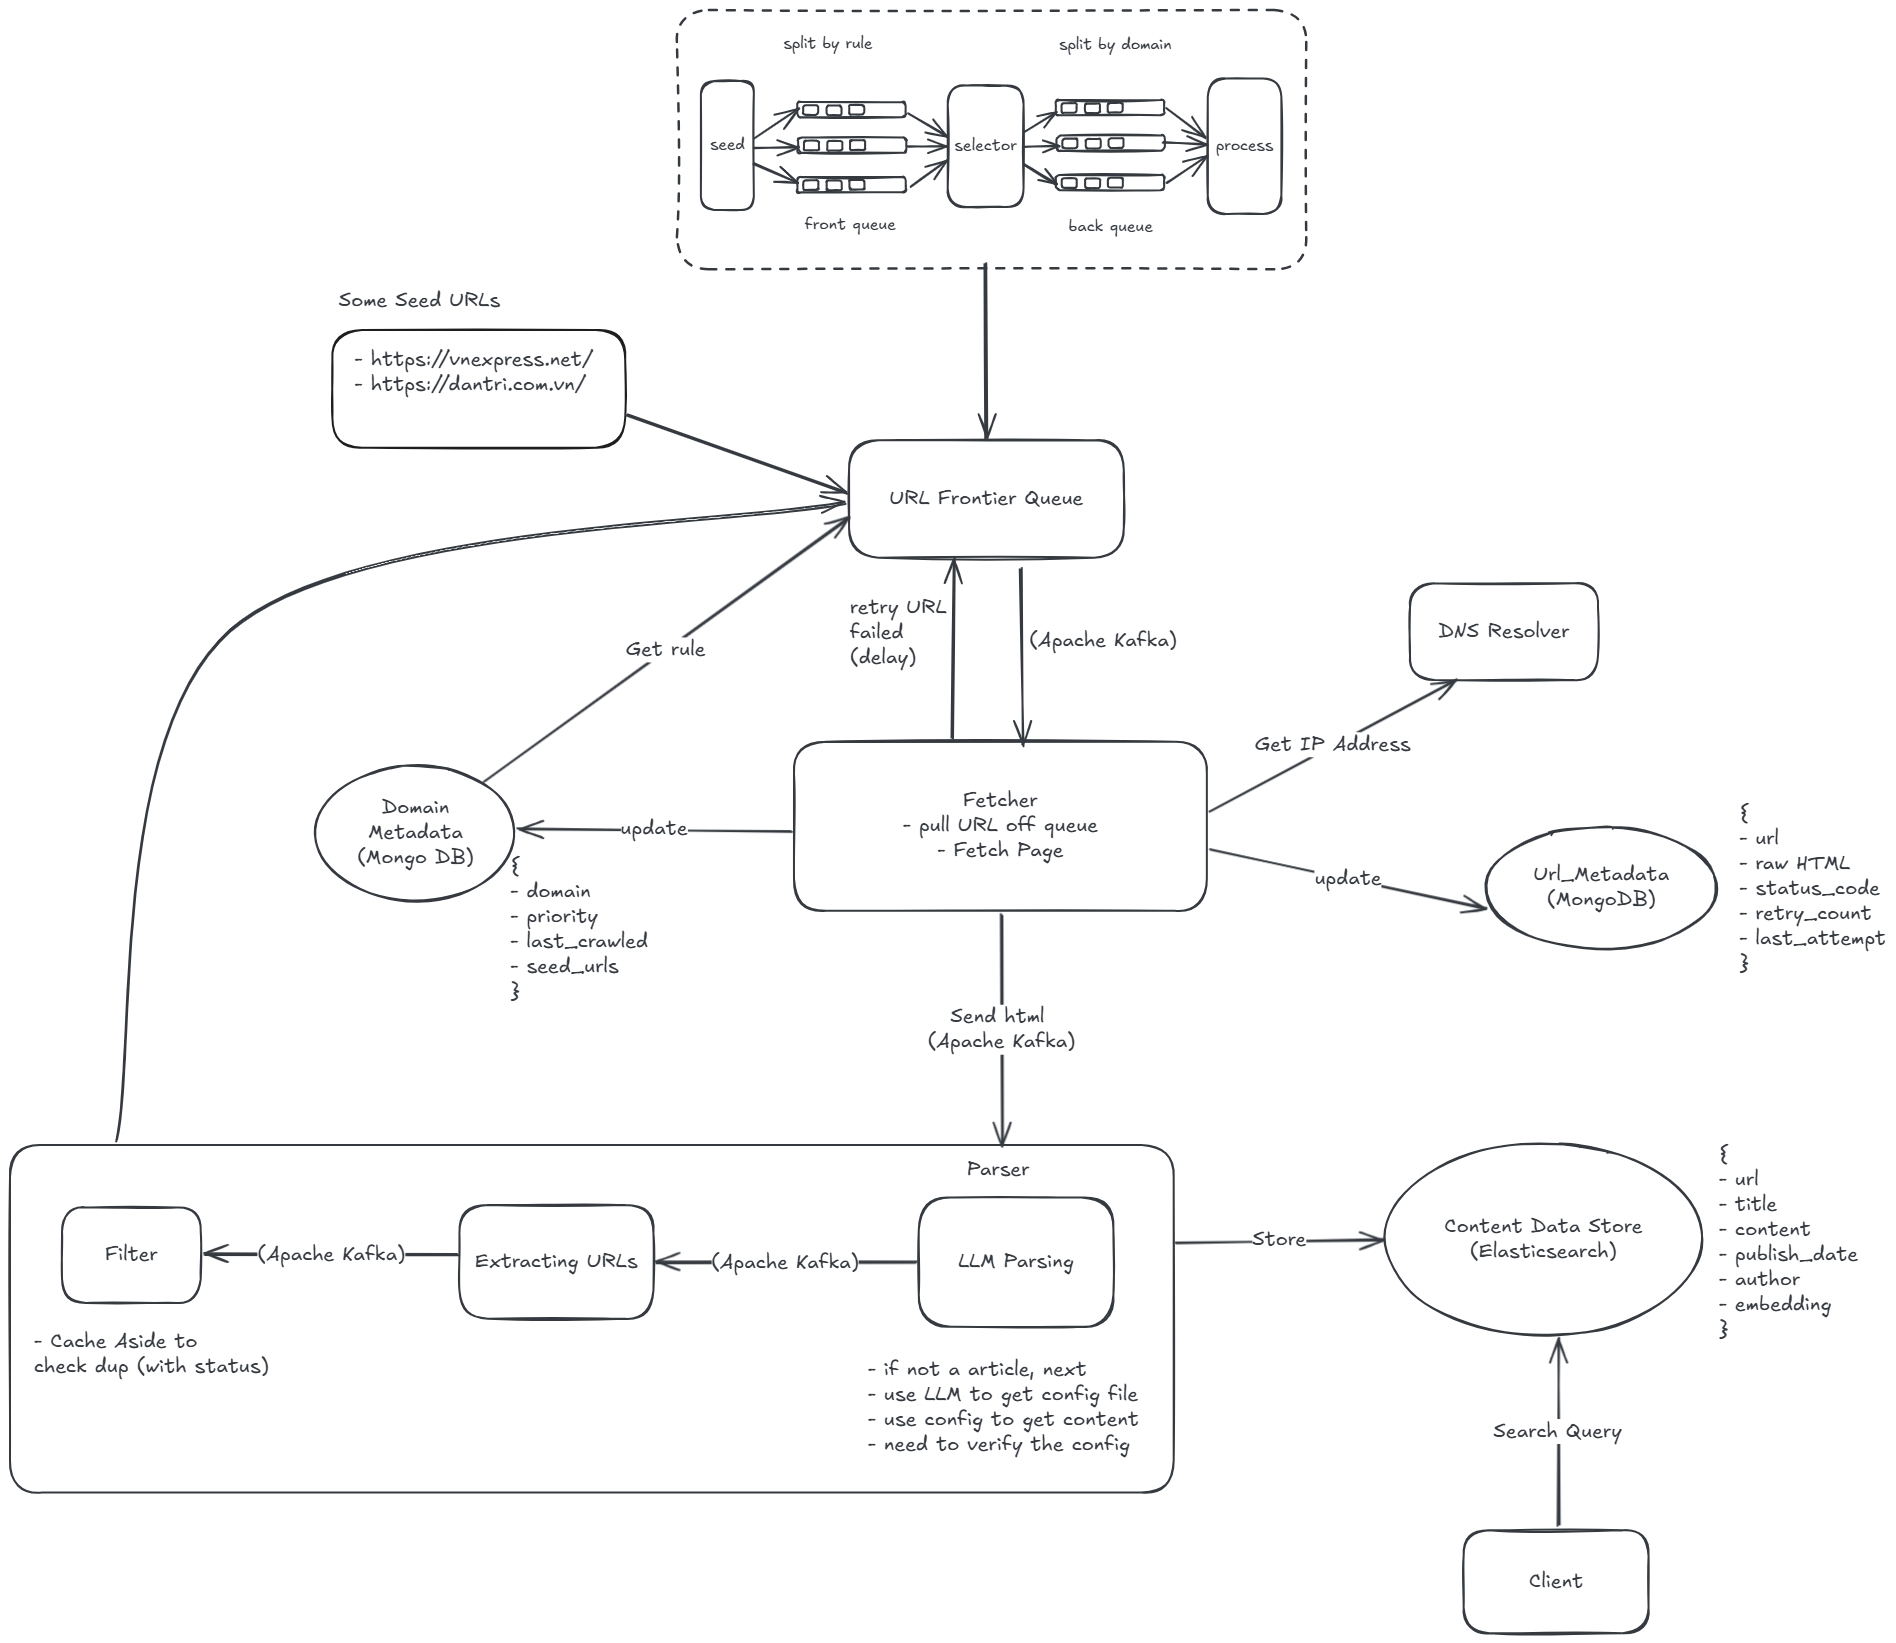 split by rule
split by domain
seed
selector
process
front queue
back queue
Some Seed URLs
- https://vnexpress.net/
- https://dantri.com.vn/
URL Frontier Queue
retry URL
failed
(delay)
(Apache Kafka)
Get rule
DNS Resolver
Get IP Address
Fetcher
- pull URL off queue
- Fetch Page
update
Domain
Metadata
(Mongo DB)
{
- domain
- priority
- last_crawled
- seed_urls
}
update
Url_Metadata
(MongoDB)
{
- url
- raw HTML
- status_code
- retry_count
- last_attempt
}
Send html
(Apache Kafka)
Parser
Filter
(Apache Kafka)
Extracting URLs
(Apache Kafka)
LLM Parsing
- Cache Aside to
check dup (with status)
- if not a article, next
- use LLM to get config file
- use config to get content
- need to verify the config
Store
Content Data Store
(Elasticsearch)
{
- url
- title
- content
- publish_date
- author
- embedding
}
Search Query
Client